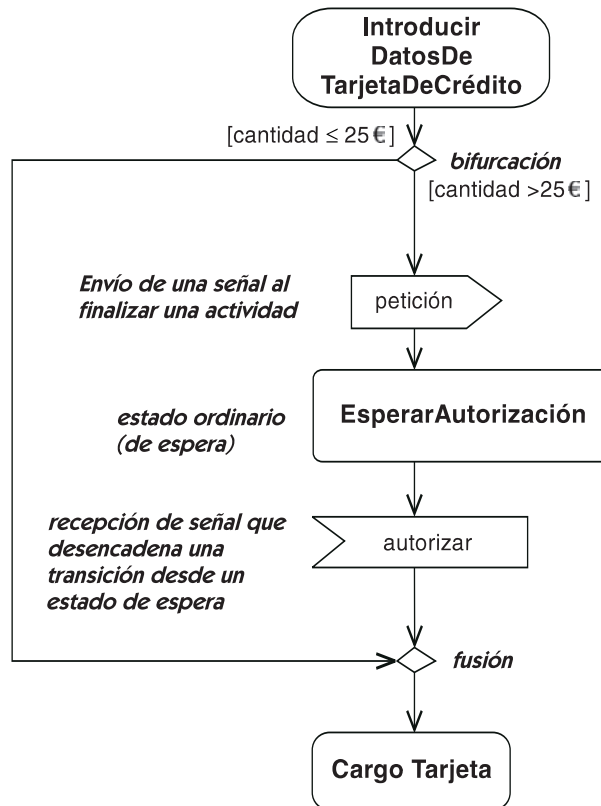 Introducir
DatosDe
TarjetaDeCrédito
[cantidad ≤ 25 €]
bifurcación
[cantidad >25€]
Envío de una señal al
finalizar una actividad
petición
estado ordinario
(de espera)
EsperarAutorización
recepción de señal que
desencadena una
transición desde un
estado de espera
autorizar
fusión
Cargo Tarjeta